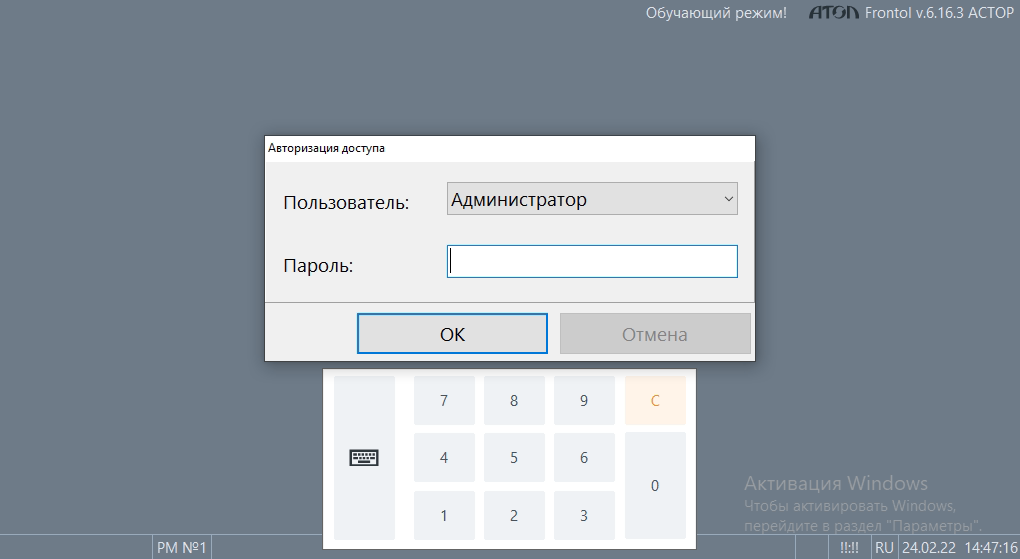 Обучающий режим! АТОЛ Frontol v.6.16.3 АСТОР
Авторизация доступа
Пользователь: Администратор
Пароль:
ОК Отмена
7 8 9 C
4 5 6
0
1 2 3
Активация Windows
Чтобы активировать Windows,
перейдите в раздел "Параметры".
РМ №1 !!:!! RU 24.02.22 14:47:16